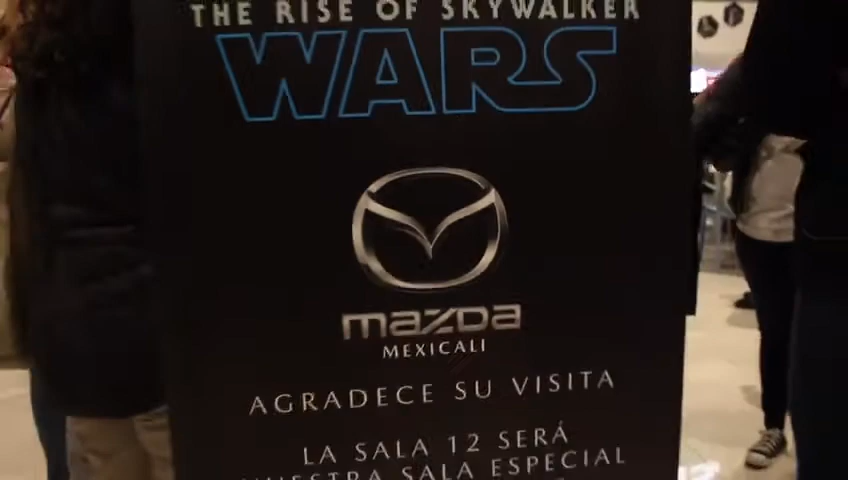 THE RISE OF SKYWALKER
WARS
mazda
MEXICALI
AGRADECE SU VISITA
LA SALA 12 SERÁ
NUESTRA SALA ESPECIAL